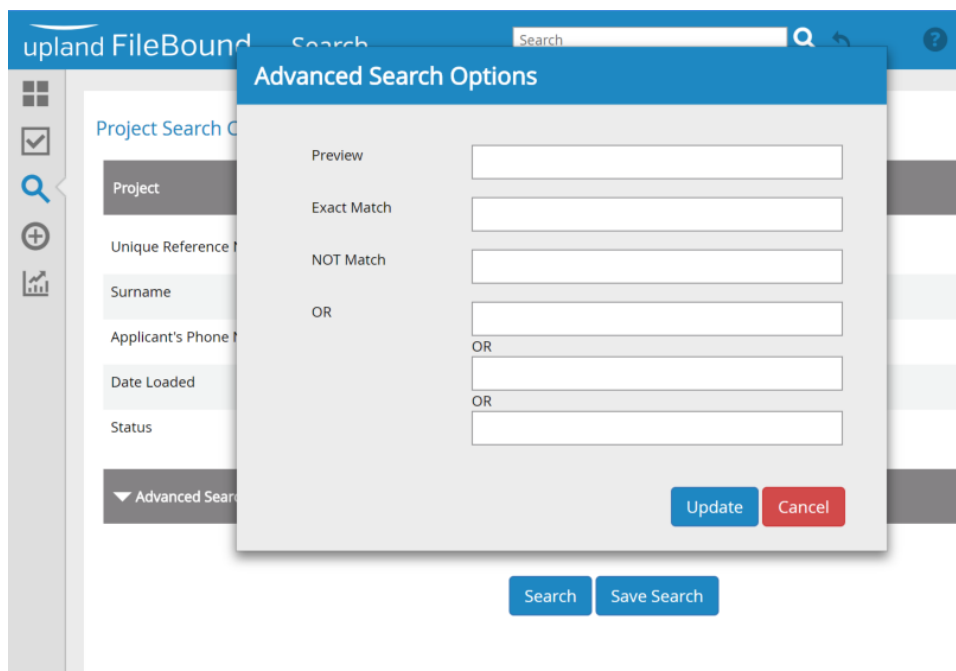 upland FileBound Search Search
Advanced Search Options
Project Search
Project
Unique Reference
Surname
Applicant's Phone
Date Loaded
Status
Advanced
Preview
Exact Match
NOT Match
OR
OR
OR
Update Cancel
Search Save Search